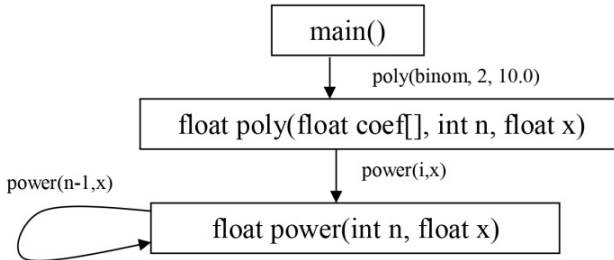 main()
poly(binom, 2, 10.0)
float poly(float coef[], int n, float x)
power(i,x)
power(n-1,x)
float power(int n, float x)